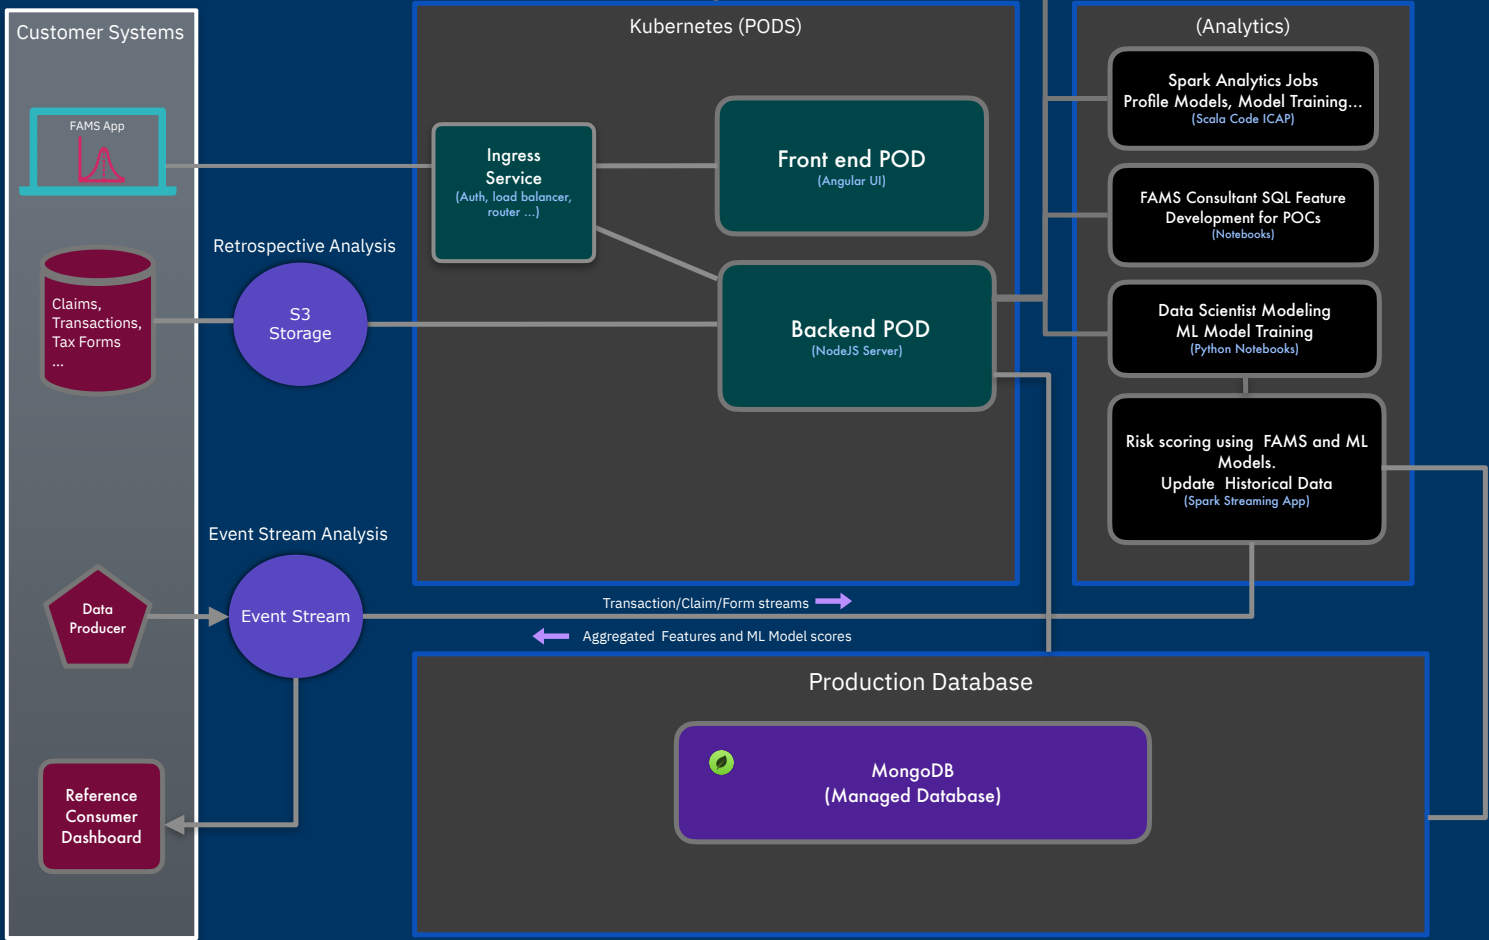 Customer Systems
FAMS App
Claims,
Transactions,
Tax Forms
...
Data
Producer
Reference
Consumer
Dashboard
Retrospective Analysis
S3
Storage
Event Stream Analysis
Event Stream
Kubernetes (PODS)
Ingress
Service
(Auth, load balancer,
router ...)
Front end POD
(Angular UI)
Backend POD
(NodeJS Server)
(Analytics)
Spark Analytics Jobs
Profile Models, Model Training...
(Scala Code ICAP)
FAMS Consultant SQL Feature
Development for POCs
(Notebooks)
Data Scientist Modeling
ML Model Training
(Python Notebooks)
Risk scoring using FAMS and ML
Models.
Update Historical Data
(Spark Streaming App)
Transaction/Claim/Form streams
Aggregated Features and ML Model scores
Production Database
MongoDB
(Managed Database)